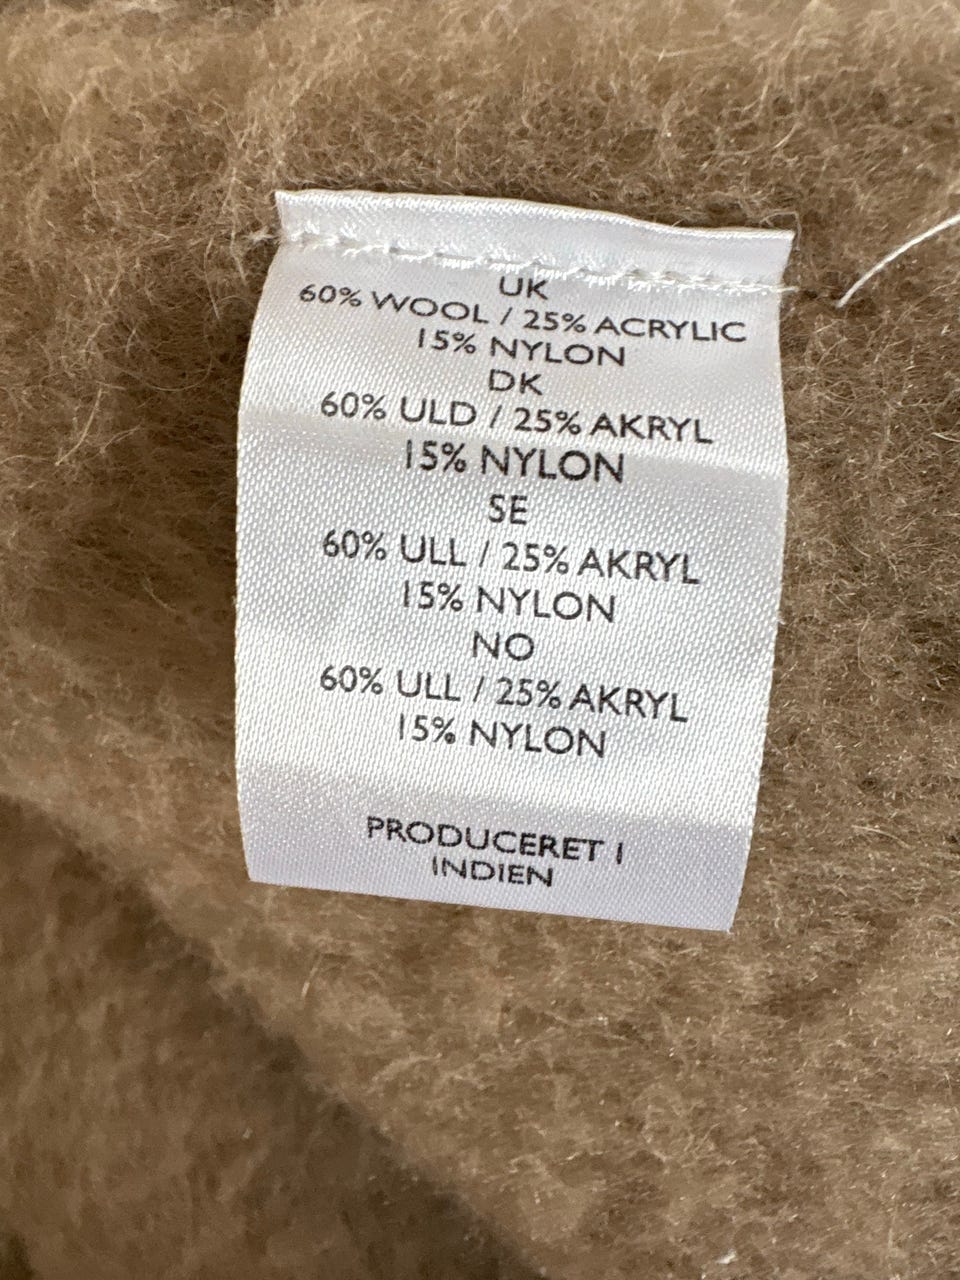 UK
60% WOOL / 25% ACRYLIC
15% NYLON
DK
60% ULD / 25% AKRYL
15% NYLON
SE
60% ULL / 25% AKRYL
15% NYLON
NO
60% ULL / 25% AKRYL
15% NYLON
PRODUCERET I
INDIEN